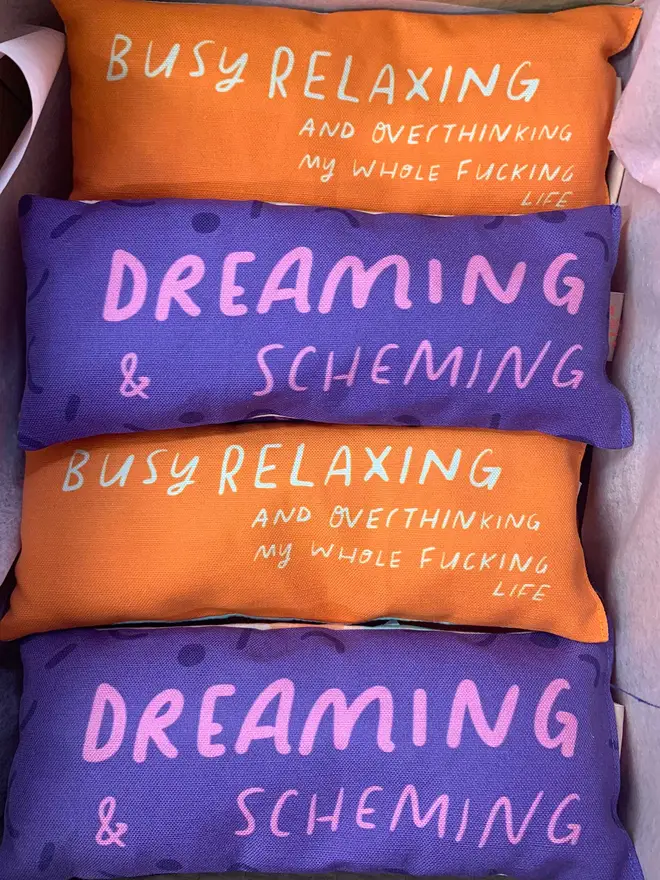 BUSY RELAXING
AND OVERTHINKING
MY WHOLE FUCKING
LIFE
DREAMING
& SCHEMING
BUSY RELAXING
AND OVERTHINKING
MY WHOLE FUCKING
LIFE
DREAMING
& SCHEMING